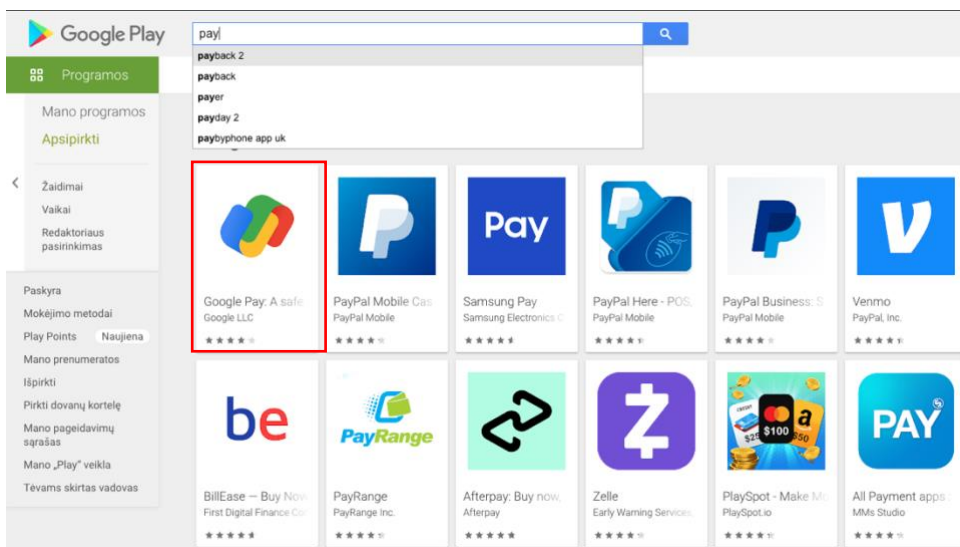 Google Play
pay
payback 2
payback
payer
payday 2
paybyphone app uk
Programos
Mano programos
Apsipirkti
Žaidimai
Vaikai
Redaktoriaus
pasirinkimas
Paskyra
Mokėjimo metodai
Play Points Naujiena
Mano prenumeratos
Išpirkti
Pirkti dovanų kortelę
Mano pageidavimų
sąrašas
Mano „Play" veikla
Tėvams skirtas vadovas
Pay
Google Pay: A safe
Google LLC
PayPal Mobile Cas
PayPal Mobile
Samsung Pay
Samsung Electronics C
PayPal Here - POS,
PayPal Mobile
PayPal Business: S
PayPal Mobile
Venmo
PayPal, Inc.
be
PayRange
$25 $100 a $50
PAY
BillEase — Buy Now
First Digital Finance Cor
PayRange
PayRange Inc.
Afterpay: Buy now,
Afterpay
Zelle
Early Warning Services,
PlaySpot - Make Mo
PlaySpot.io
All Payment apps :
MMs Studio